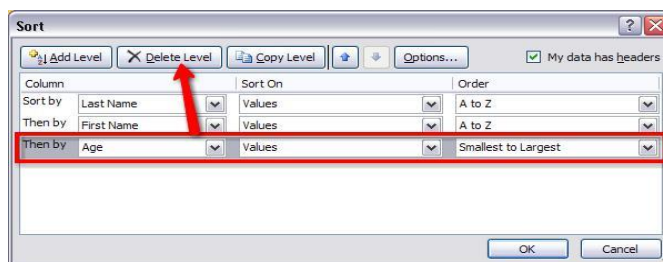 Sort
Add Level Delete Level Copy Level Options... My data has headers
Column Sort On Order
Sort by Last Name Values A to Z
Then by First Name Values A to Z
Then by Age Values Smallest to Largest
OK Cancel